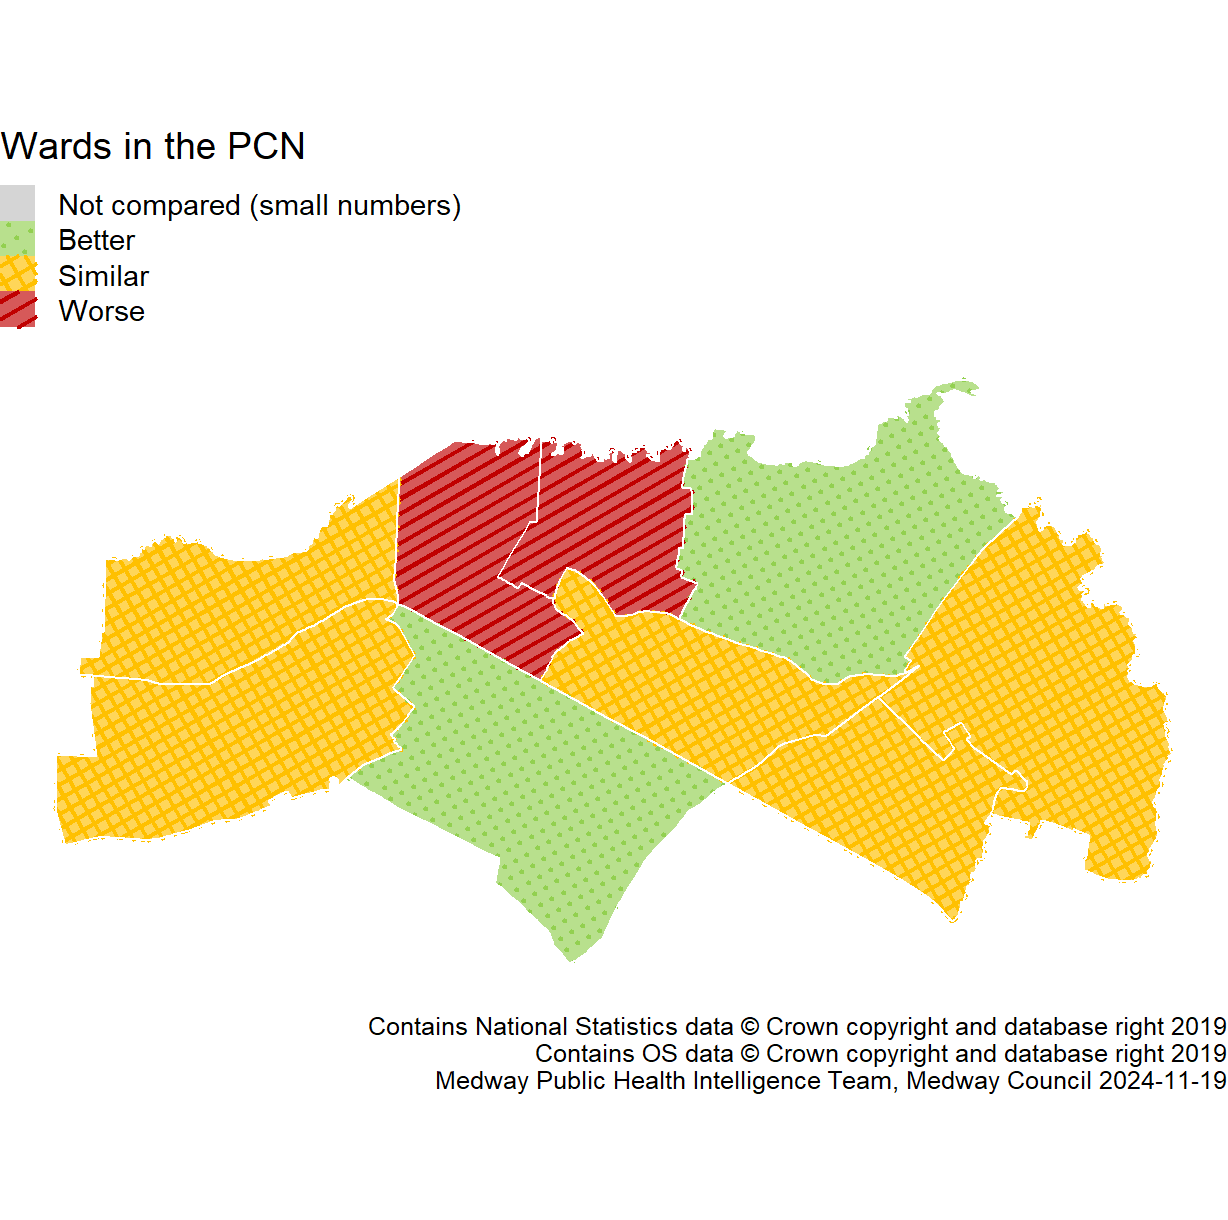 Wards in the PCN
Not compared (small numbers)
Better
Similar
Worse
Contains National Statistics data © Crown copyright and database right 2019
Contains OS data © Crown copyright and database right 2019
Medway Public Health Intelligence Team, Medway Council 2024-11-19